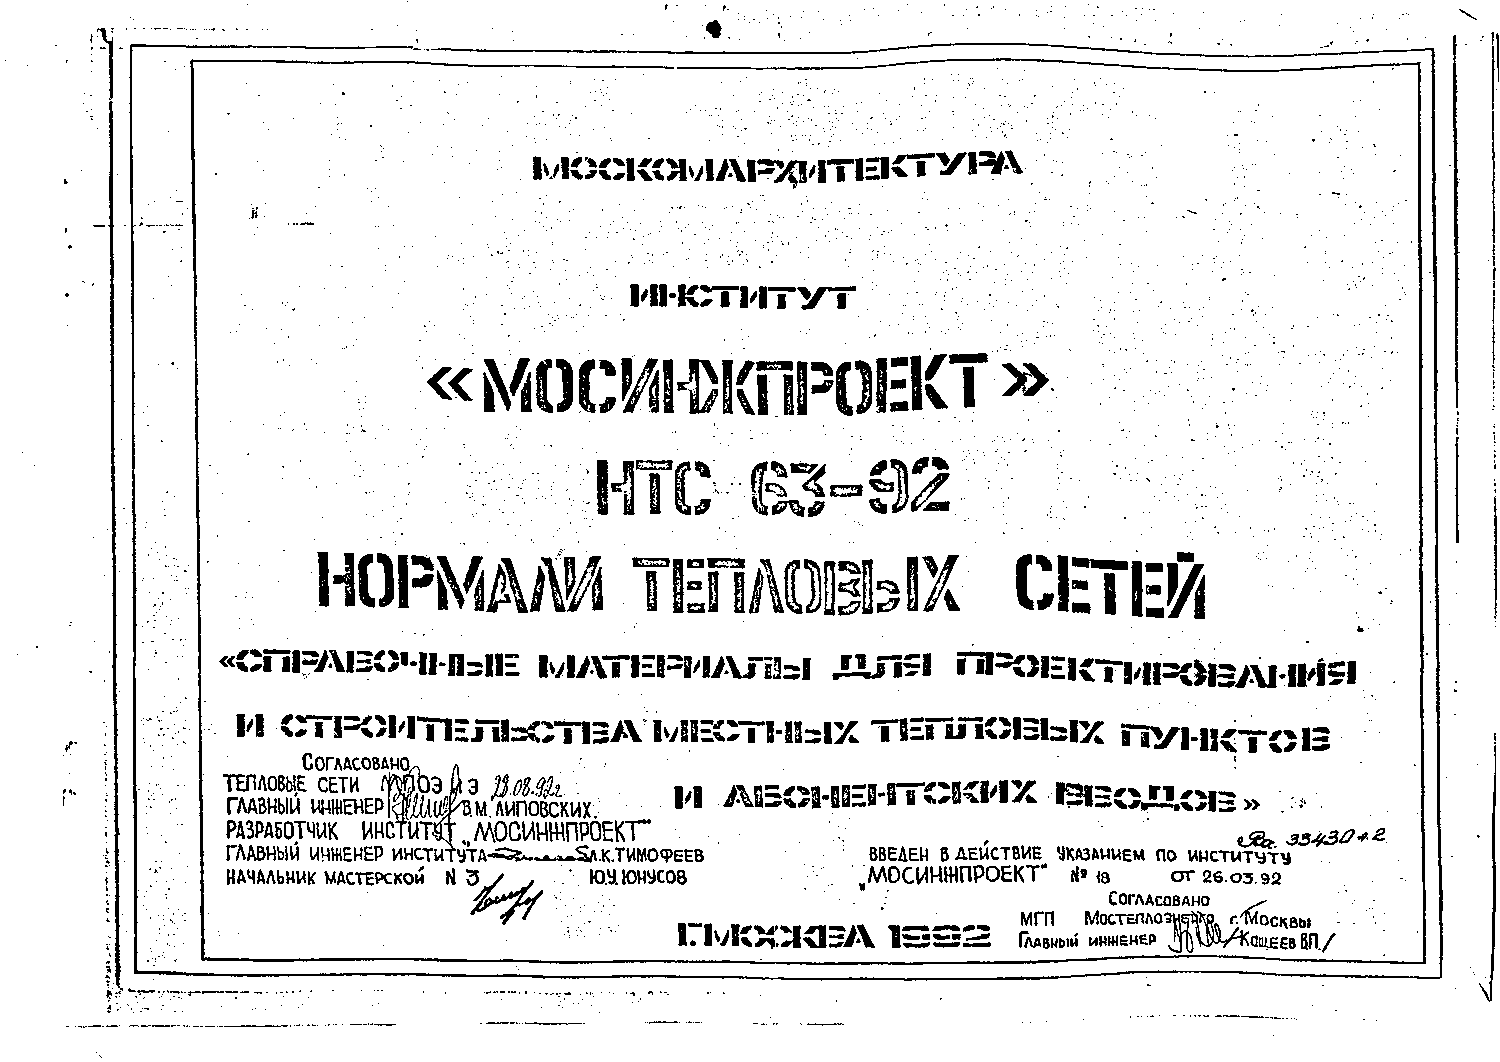 МОСКОМАРХИТЕКТУРА
ИНСТИТУТ
«МОСИНЖПРОЕКТ»
НТС 63-92
НОРМАЛИ ТЕПЛОВЫХ СЕТЕЙ
«СПРАВОЧНЫЕ МАТЕРИАЛЫ ДЛЯ ПРОЕКТИРОВАНИЯ
И СТРОИТЕЛЬСТВА МЕСТНЫХ ТЕПЛОВЫХ ПУНКТОВ
И АБОНЕНТСКИХ ВВОДОВ»
СОГЛАСОВАНО
ТЕПЛОВЫЕ СЕТИ 28.08.92г
ГЛАВНЫЙ ИНЖЕНЕР В.М. ЛИПОВСКИХ.
РАЗРАБОТЧИК ИНСТИТУТ „МОСИНЖПРОЕКТ"
ГЛАВНЫЙ ИНЖЕНЕР ИНСТИТУТА Л.К.ТИМОФЕЕВ
НАЧАЛЬНИК МАСТЕРСКОЙ N 3 Ю.У.ЮНУСОВ
33430+2
ВВЕДЕН В ДЕЙСТВИЕ УКАЗАНИЕМ ПО ИНСТИТУТУ
„МОСИНЖПРОЕКТ" № 18 ОТ 26.03.92
СОГЛАСОВАНО
МГП МОСТЕПЛОЭНЕРГО г. МОСКВЫ
ГЛАВНЫЙ ИНЖЕНЕР /КОЩЕЕВ В.П./
Г.МОСКВА 1992